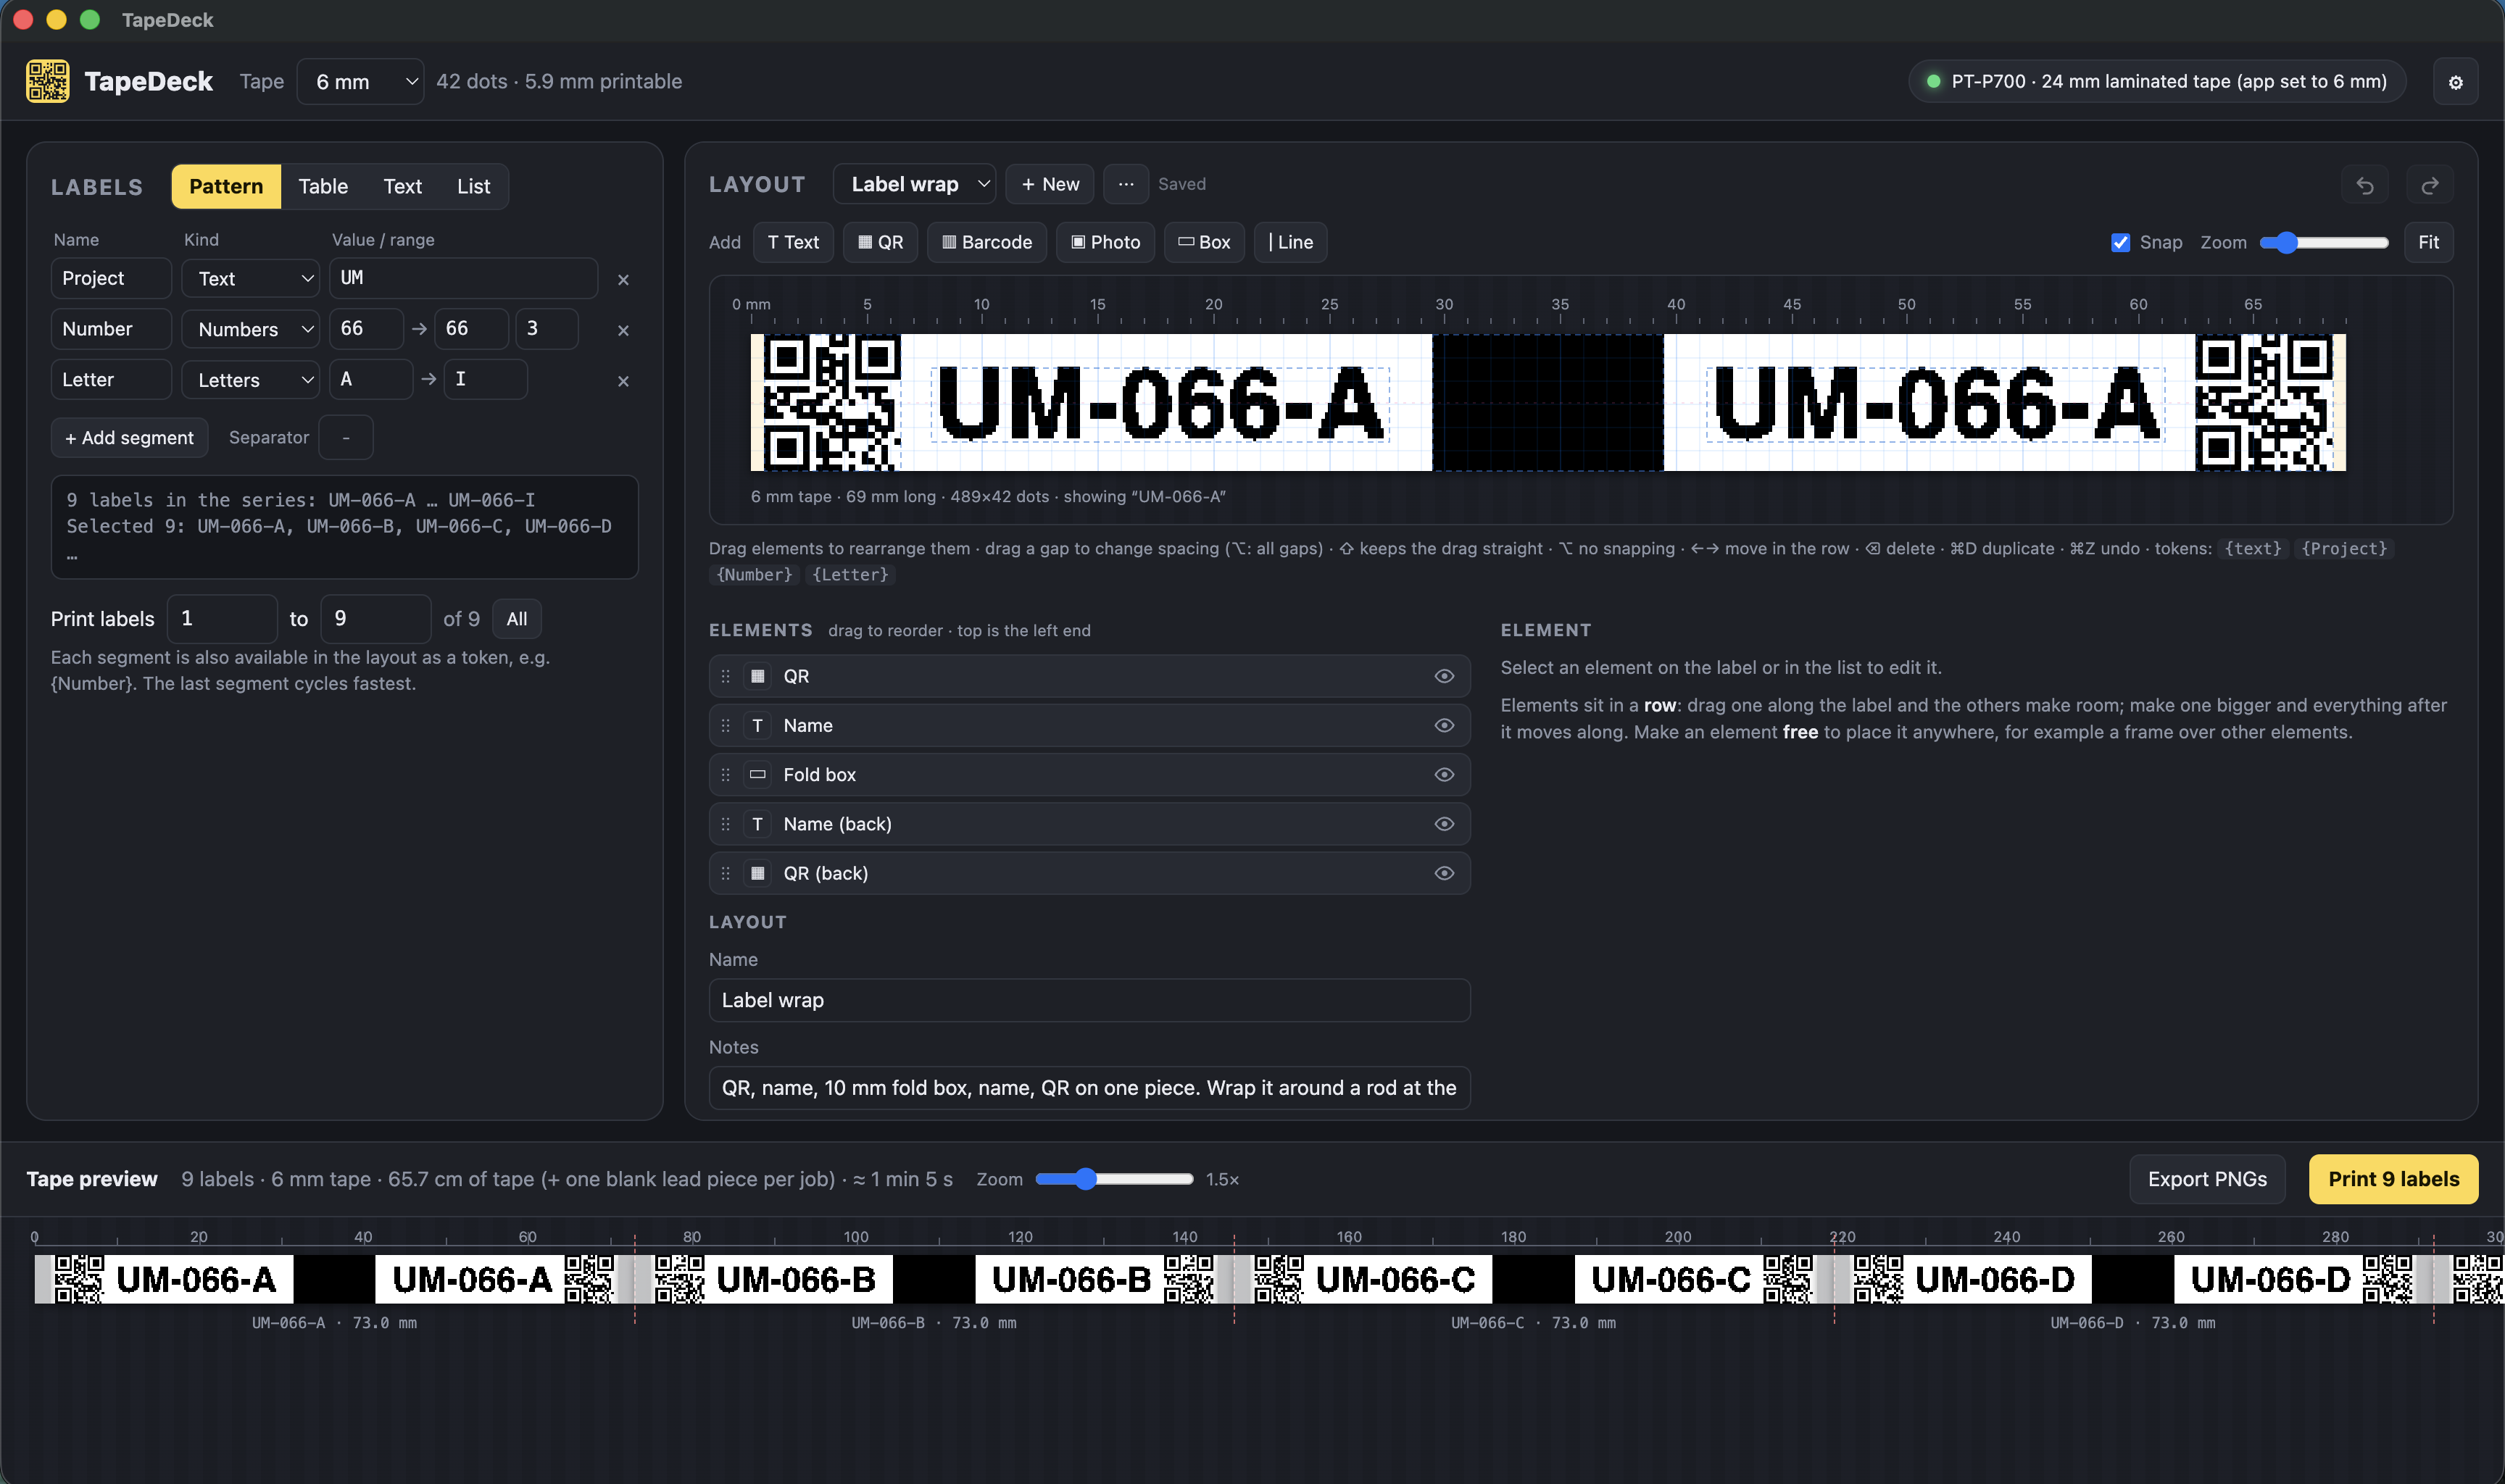 TapeDeck
TapeDeck Tape 6 mm 42 dots · 5.9 mm printable PT-P700 · 24 mm laminated tape (app set to 6 mm)
LABELS Pattern Table Text List
Name Kind Value / range
Project Text UM ×
Number Numbers 66 → 66 3 ×
Letter Letters A → I ×
+ Add segment Separator -
9 labels in the series: UM-066-A … UM-066-I
Selected 9: UM-066-A, UM-066-B, UM-066-C, UM-066-D
…
Print labels 1 to 9 of 9 All
Each segment is also available in the layout as a token, e.g.
{Number}. The last segment cycles fastest.
LAYOUT Label wrap + New ··· Saved
Add T Text QR Barcode Photo Box Line Snap Zoom Fit
0 mm 5 10 15 20 25 30 35 40 45 50 55 60 65
UM-066-A UM-066-A
6 mm tape · 69 mm long · 489×42 dots · showing “UM-066-A”
Drag elements to rearrange them · drag a gap to change spacing (⌥: all gaps) · ⇧ keeps the drag straight · ⌥ no snapping · ←→ move in the row · ⌫ delete · ⌘D duplicate · ⌘Z undo · tokens: {text} {Project}
{Number} {Letter}
ELEMENTS drag to reorder · top is the left end
QR
T Name
Fold box
T Name (back)
QR (back)
LAYOUT
Name
Label wrap
Notes
QR, name, 10 mm fold box, name, QR on one piece. Wrap it around a rod at the
ELEMENT
Select an element on the label or in the list to edit it.
Elements sit in a row: drag one along the label and the others make room; make one bigger and everything after
it moves along. Make an element free to place it anywhere, for example a frame over other elements.
Tape preview 9 labels · 6 mm tape · 65.7 cm of tape (+ one blank lead piece per job) · ≈ 1 min 5 s Zoom 1.5× Export PNGs Print 9 labels
0 20 40 60 80 100 120 140 160 180 200 220 240 260 280 30
UM-066-A UM-066-A UM-066-B UM-066-B UM-066-C UM-066-C UM-066-D UM-066-D
UM-066-A · 73.0 mm UM-066-B · 73.0 mm UM-066-C · 73.0 mm UM-066-D · 73.0 mm